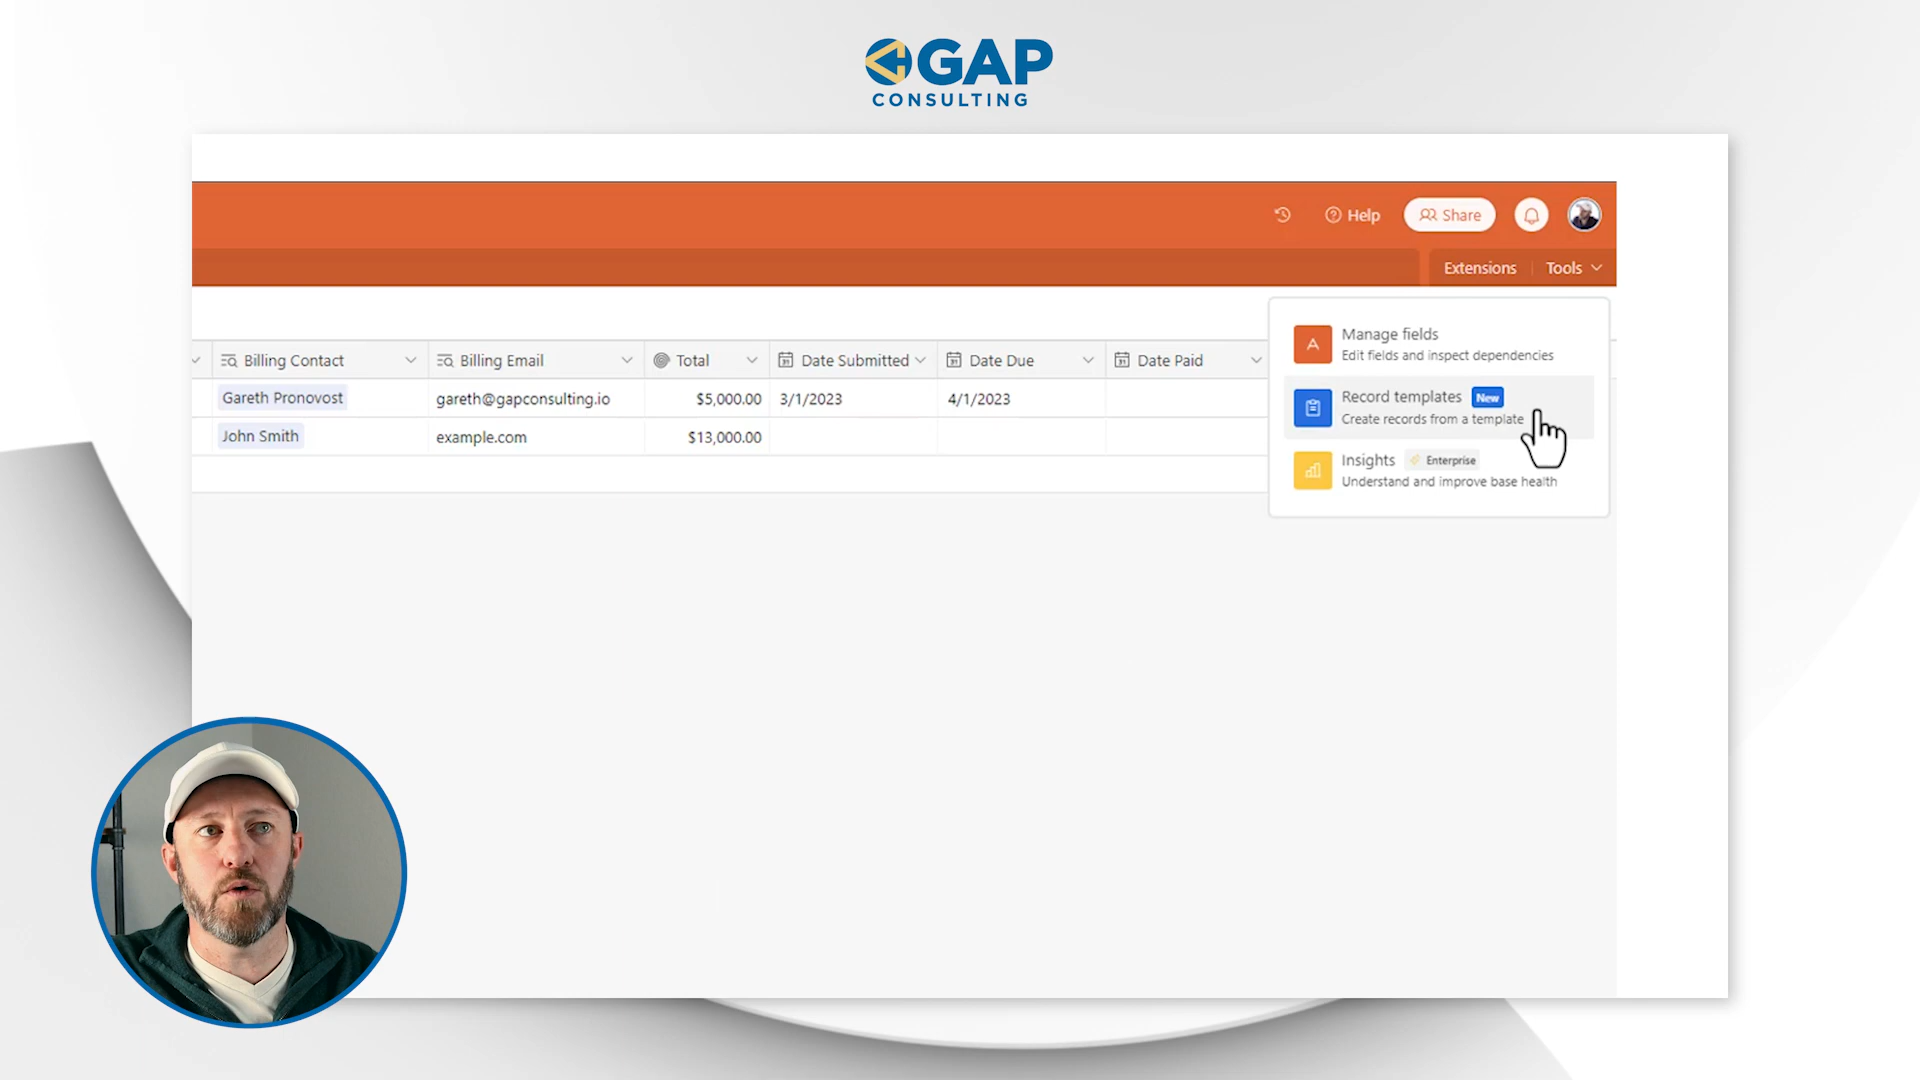 GAP
CONSULTING
Help
Share
Extensions
Tools
Manage fields
Edit fields and inspect dependencies
Billing Contact
Billing Email
Total
Date Submitted
Date Due
Date Paid
Gareth Pronovost
gareth@gapconsulting.io
$5,000.00
3/1/2023
4/1/2023
Record templates New
Create records from a template
John Smith
example.com
$13,000.00
Insights Enterprise
Understand and improve base health